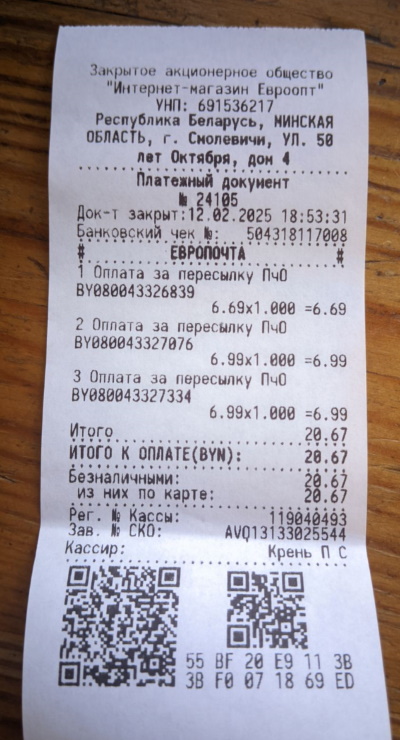 Закрытое акционерное общество
"Интернет-магазин Евроопт"
УНП: 691536217
Республика Беларусь, МИНСКАЯ
ОБЛАСТЬ, г. Смолевичи, УЛ. 50
лет Октября, дом 4
Платежный документ
№ 24105
Док-т закрыт:12.02.2025 18:53:31
Банковский чек №: 504318117008
# ЕВРОПОЧТА #
1 Оплата за пересылку ПчО
BY080043326839
6.69x1.000 =6.69
2 Оплата за пересылку ПчО
BY080043327076
6.99x1.000 =6.99
3 Оплата за пересылку ПчО
BY080043327334
6.99x1.000 =6.99
Итого 20.67
ИТОГО К ОПЛАТЕ(BYN): 20.67
Безналичными: 20.67
из них по карте: 20.67
Рег. № Кассы: 119040493
Зав. № СКО: AVQ13133025544
Кассир: Крень П С
55 BF 20 E9 11 3B
3B F0 07 18 69 ED